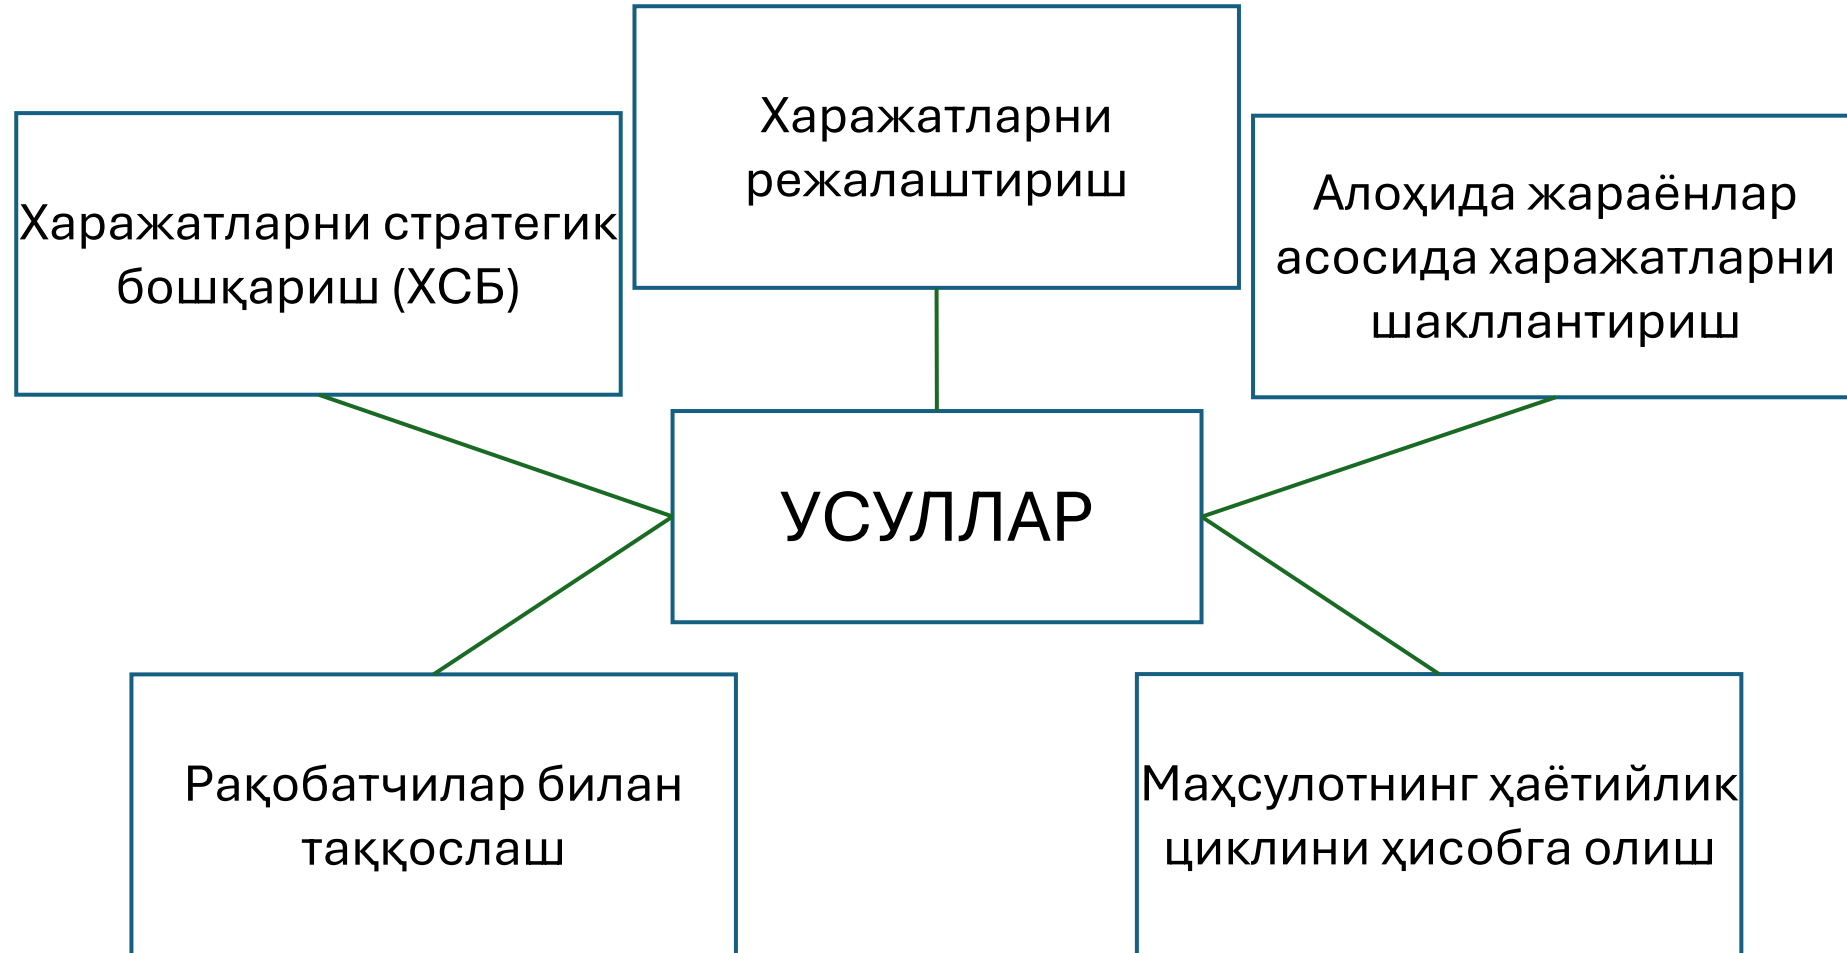 Харажатларни
режалаштириш
Харажатларни стратегик
бошқариш (ХСБ)
Алоҳида жараёнлар
асосида харажатларни
шакллантириш
УСУЛЛАР
Рақобатчилар билан
таққослаш
Маҳсулотнинг ҳаётийлик
циклини ҳисобга олиш